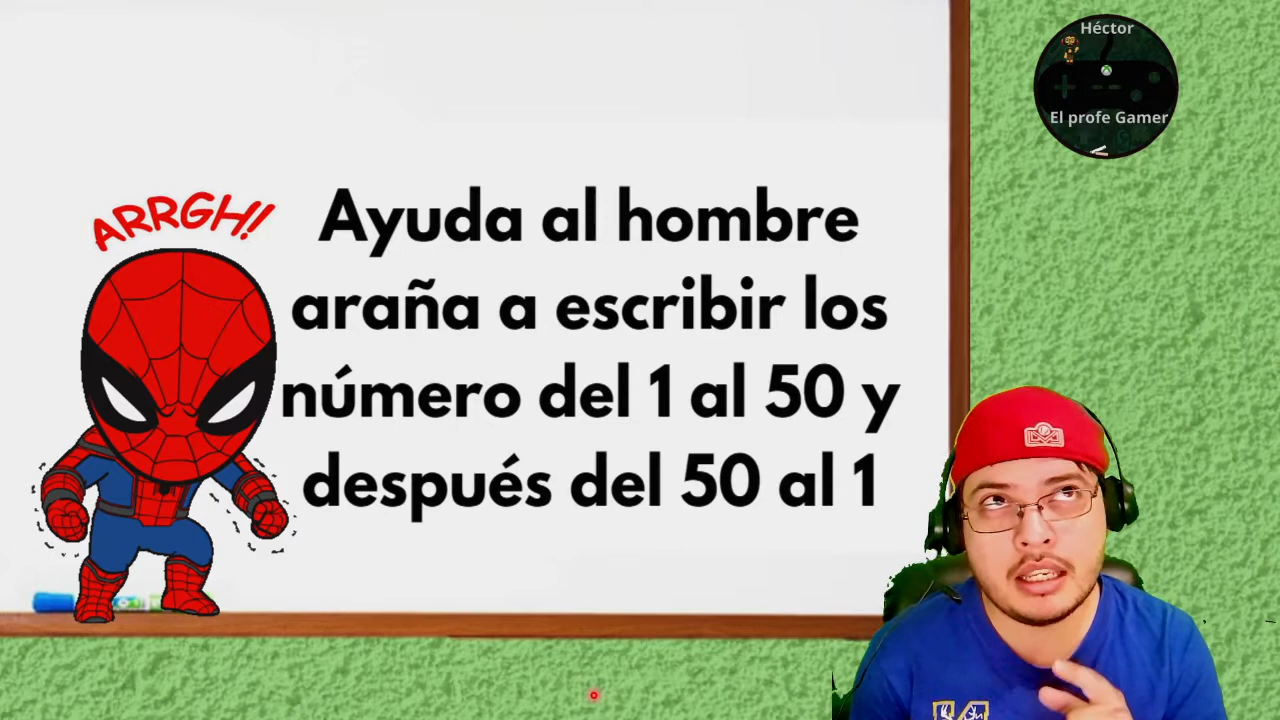 Héctor
El profe Gamer
ARRGH!!
Ayuda al hombre
araña a escribir los
número del 1 al 50 y
después del 50 al 1